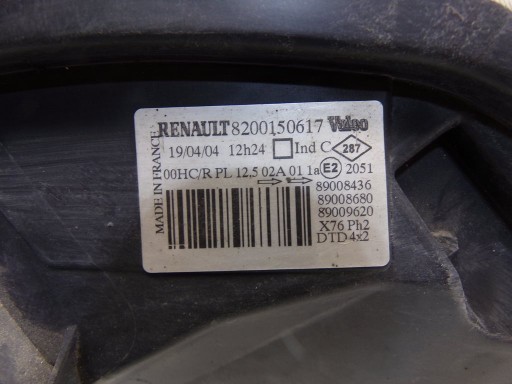 RENAULT 8200150617 Valeo
MADE IN FRANCE
19/04/04 12h24 Ind C 287
00HC/R PL 12.5 02A 01 1a E2 2051
89008436
89008680
89009620
X76 Ph2
DTD 4x2